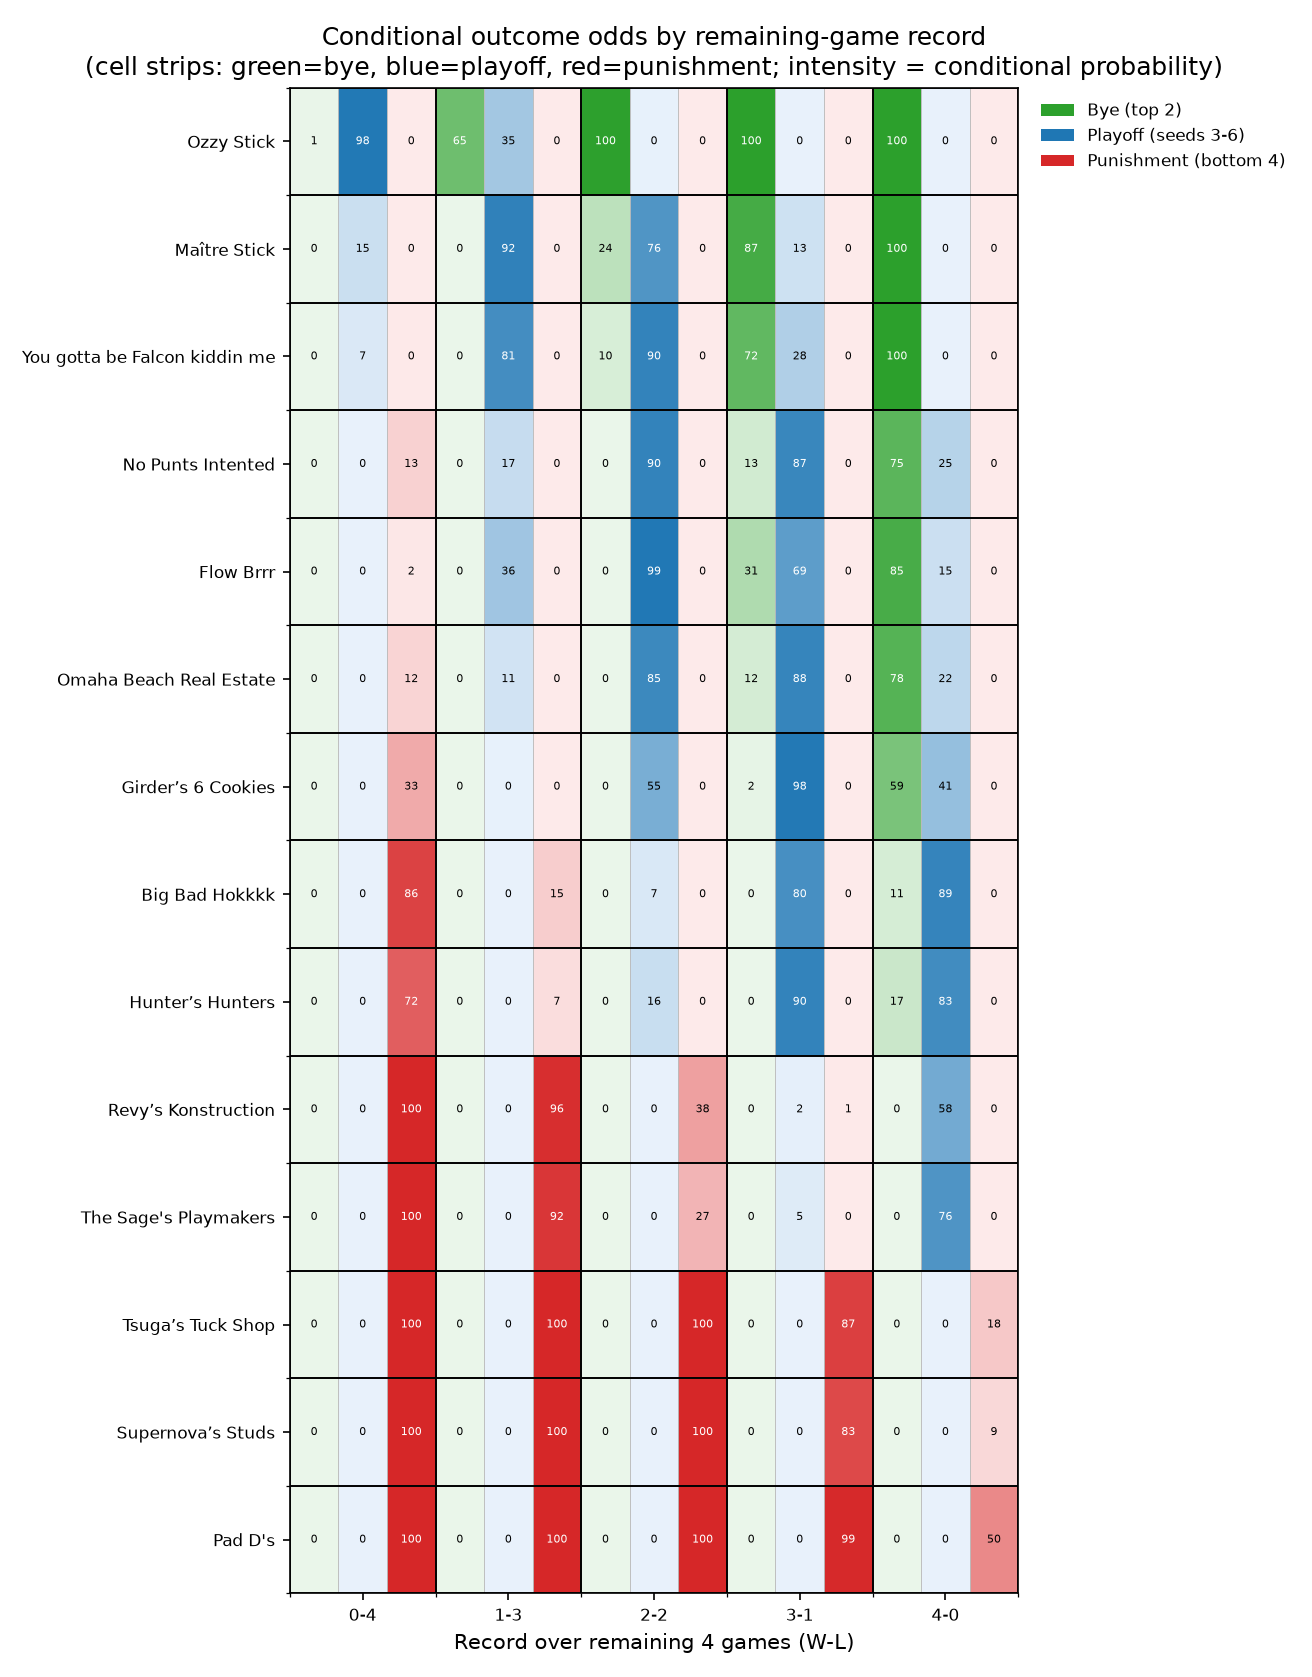 Conditional outcome odds by remaining-game record
(cell strips: green=bye, blue=playoff, red=punishment; intensity = conditional probability)
Bye (top 2)
Playoff (seeds 3-6)
Punishment (bottom 4)
Ozzy Stick 1 98 0 65 35 0 100 0 0 100 0 0 100 0 0
Maître Stick 0 15 0 0 92 0 24 76 0 87 13 0 100 0 0
You gotta be Falcon kiddin me 0 7 0 0 81 0 10 90 0 72 28 0 100 0 0
No Punts Intented 0 0 13 0 17 0 0 90 0 13 87 0 75 25 0
Flow Brrr 0 0 2 0 36 0 0 99 0 31 69 0 85 15 0
Omaha Beach Real Estate 0 0 12 0 11 0 0 85 0 12 88 0 78 22 0
Girder’s 6 Cookies 0 0 33 0 0 0 0 55 0 2 98 0 59 41 0
Big Bad Hokkkk 0 0 86 0 0 15 0 7 0 0 80 0 11 89 0
Hunter’s Hunters 0 0 72 0 0 7 0 16 0 0 90 0 17 83 0
Revy’s Konstruction 0 0 100 0 0 96 0 0 38 0 2 1 0 58 0
The Sage's Playmakers 0 0 100 0 0 92 0 0 27 0 5 0 0 76 0
Tsuga’s Tuck Shop 0 0 100 0 0 100 0 0 100 0 0 87 0 0 18
Supernova’s Studs 0 0 100 0 0 100 0 0 100 0 0 83 0 0 9
Pad D's 0 0 100 0 0 100 0 0 100 0 0 99 0 0 50
0-4 1-3 2-2 3-1 4-0
Record over remaining 4 games (W-L)